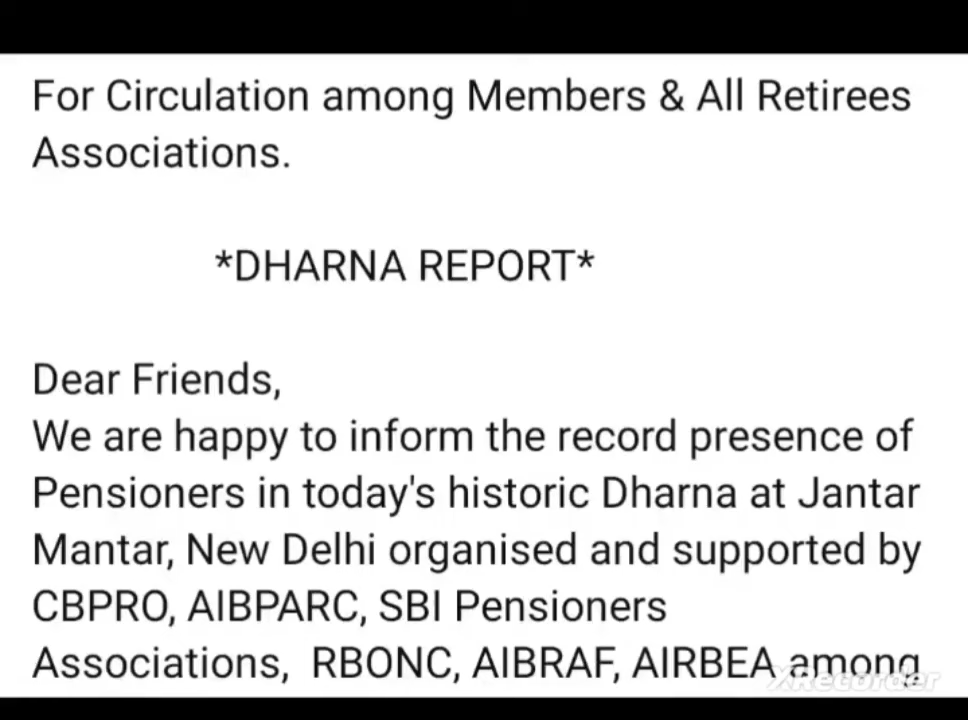 For Circulation among Members & All Retirees
Associations.
*DHARNA REPORT*
Dear Friends,
We are happy to inform the record presence of
Pensioners in today's historic Dharna at Jantar
Mantar, New Delhi organised and supported by
CBPRO, AIBPARC, SBI Pensioners
Associations, RBONC, AIBRAF, AIRBEA among
XRecorder